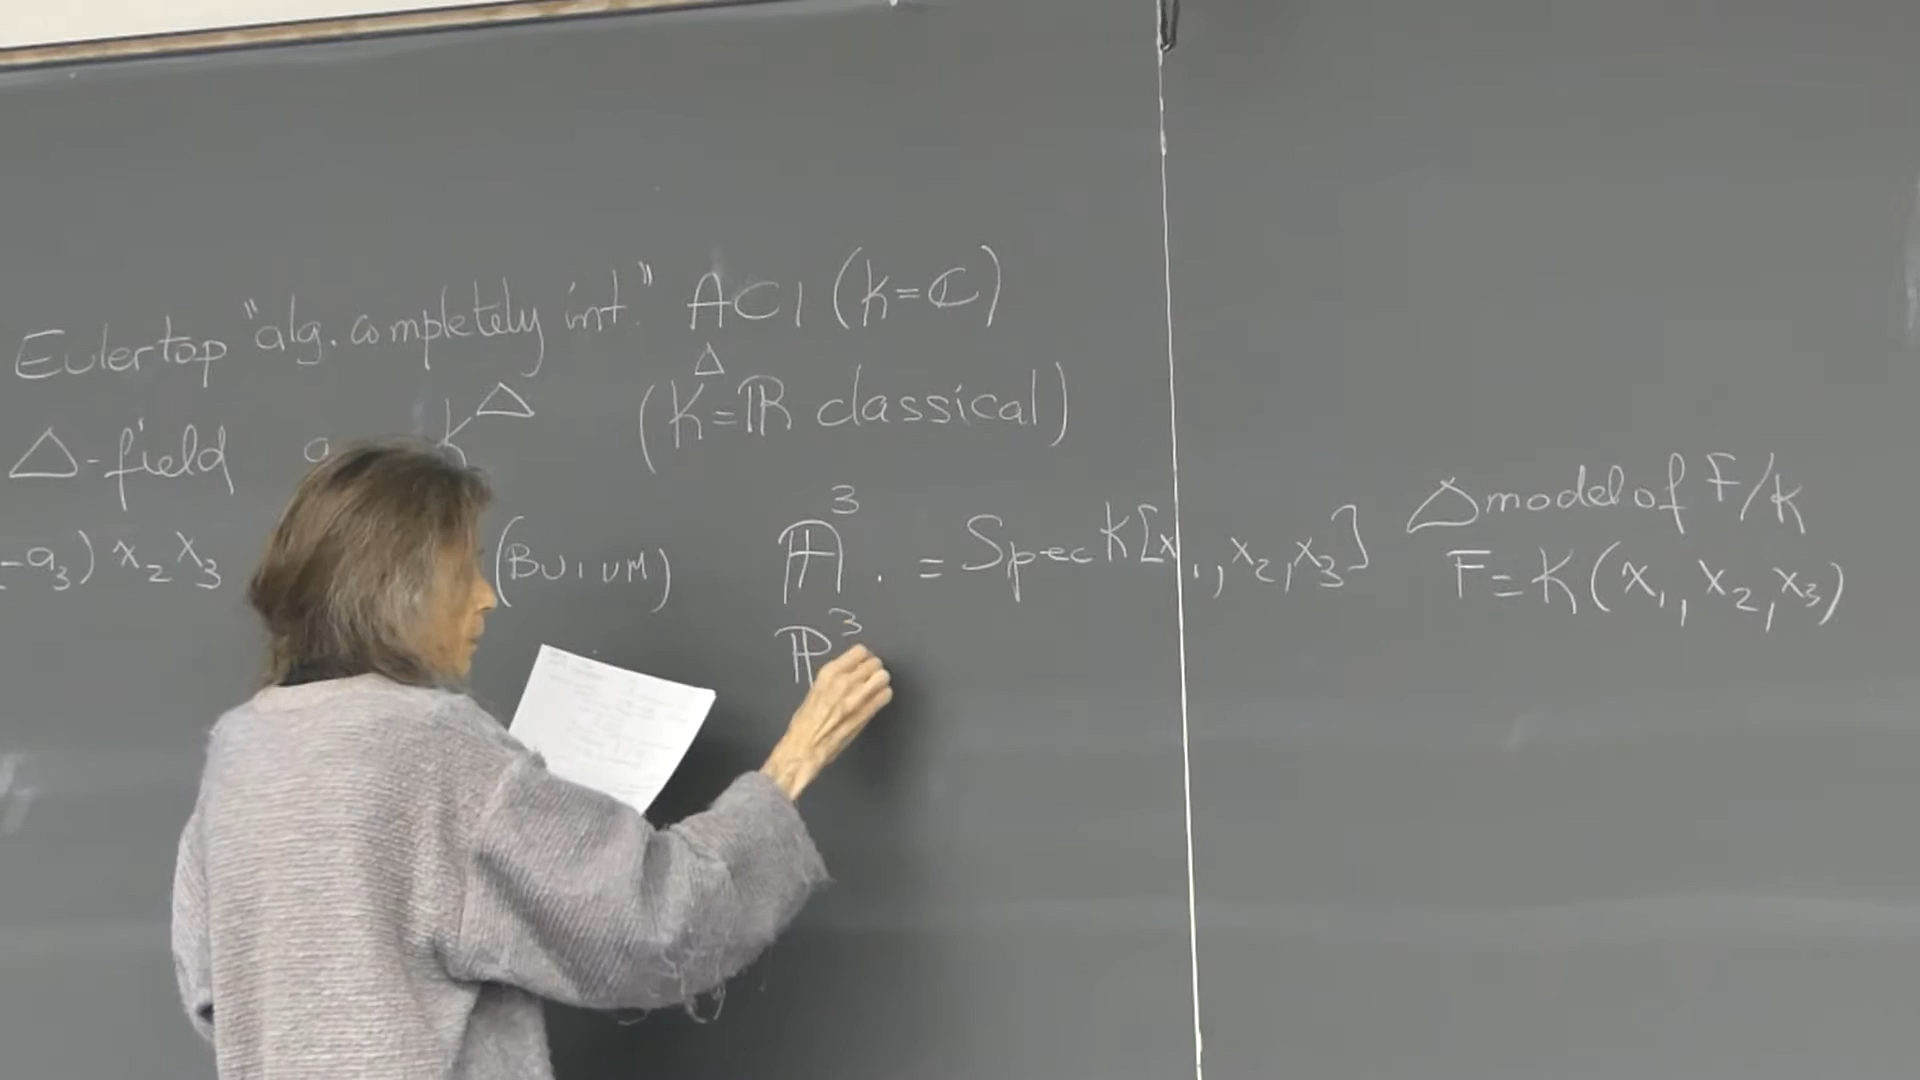 Euler top "alg. completely int." ACI (k=ℂ)
Δ-field a K^Δ (K^Δ=ℝ classical)
-a₃) x₂x₃ (BUIUM) 𝔸³ = Spec K[x₁, x₂, x₃] Δ model of F/K
F=K(x₁, x₂, x₃)
ℙ³